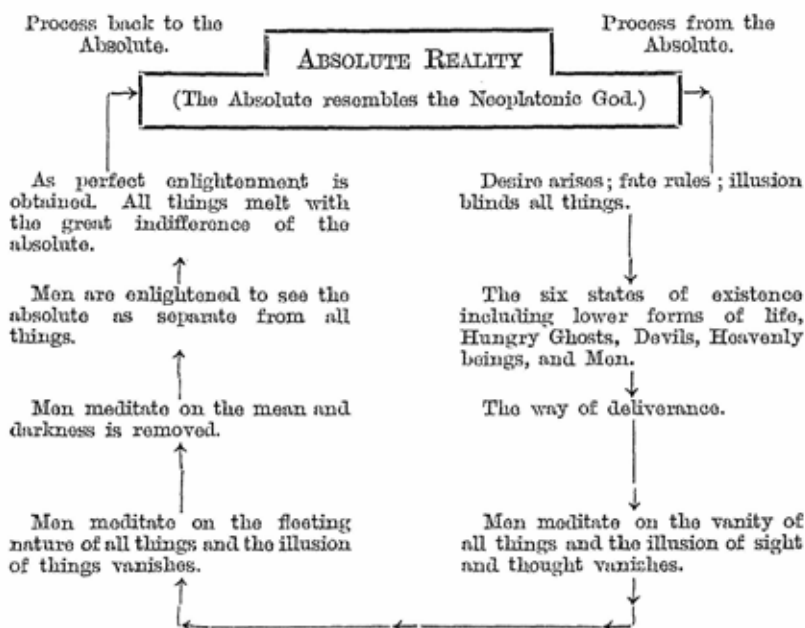 Process back to the
Absolute.
Process from the
Absolute.
ABSOLUTE REALITY
(The Absolute resembles the Neoplatonic God.)
As perfect enlightenment is
obtained. All things melt with
the great indifference of the
absolute.
Men are enlightened to see the
absolute as separate from all
things.
Men meditate on the mean and
darkness is removed.
Men meditate on the fleeting
nature of all things and the illusion
of things vanishes.
Desire arises; fate rules; illusion
blinds all things.
The six states of existence
including lower forms of life,
Hungry Ghosts, Devils, Heavenly
beings, and Men.
The way of deliverance.
Men meditate on the vanity of
all things and the illusion of sight
and thought vanishes.